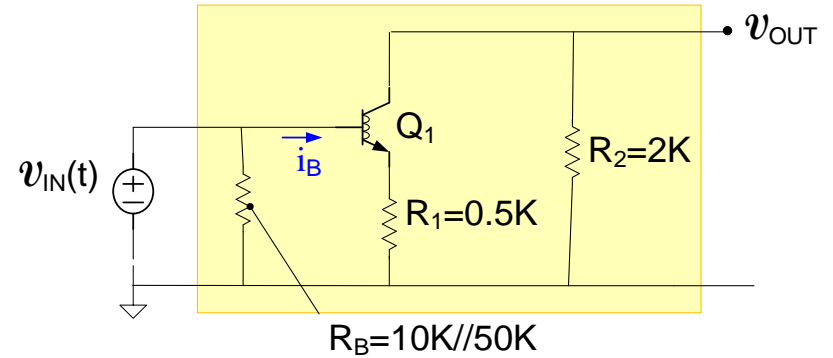 vOUT
Q1
iB
R2=2K
vIN(t)
R1=0.5K
RB=10K//50K